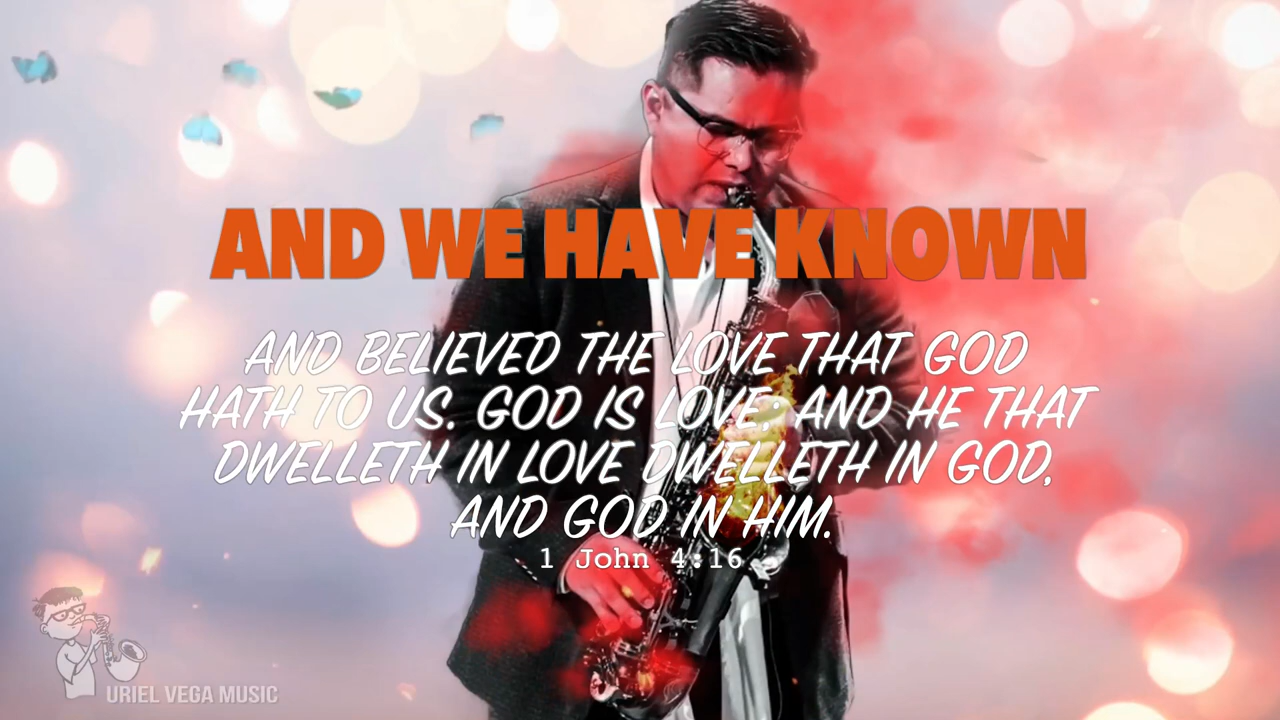 AND WE HAVE KNOWN
AND BELIEVED THE LOVE THAT GOD
HATH TO US. GOD IS LOVE; AND HE THAT
DWELLETH IN LOVE DWELLETH IN GOD,
AND GOD IN HIM.
1 John 4:16
URIEL VEGA MUSIC